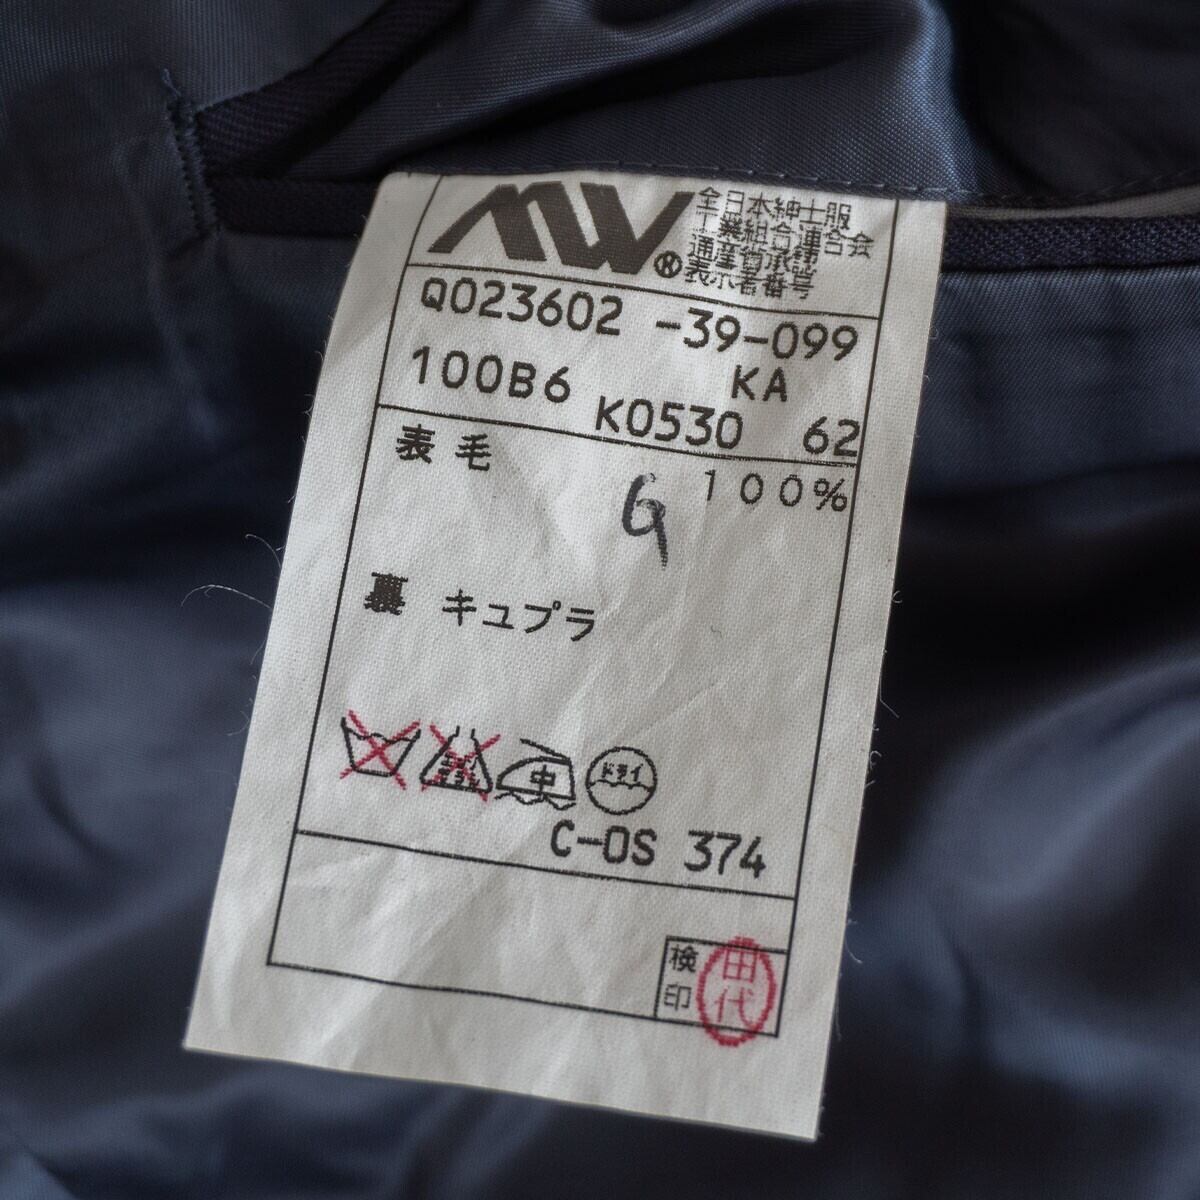 MW
全日本紳士服
工業組合連合会
通産省承認
表示者番号
Q023602 -39-099
100B6 KA
K0530 62
表 毛
100%
G
裏 キュプラ
中 ドライ
C-OS 374
検印
田代